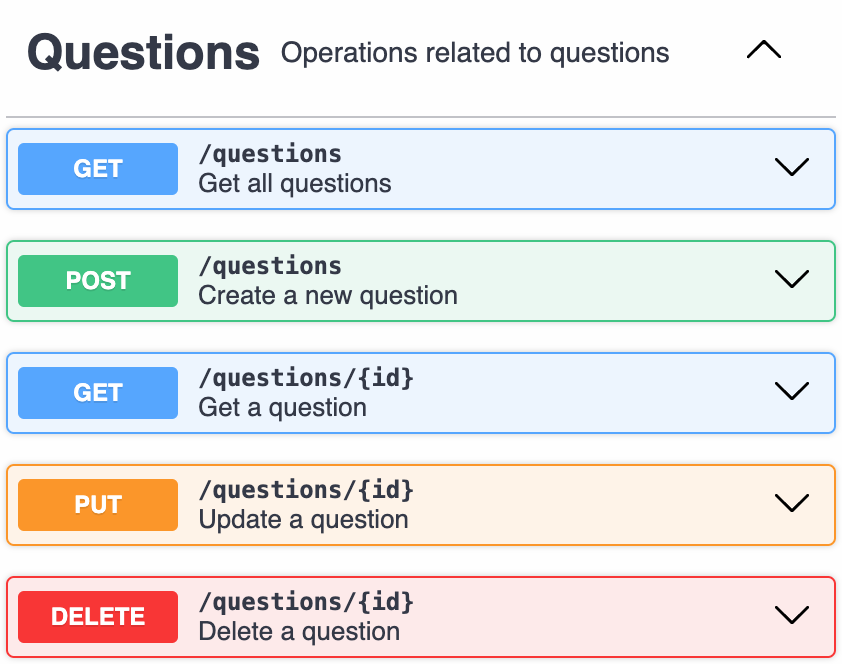 Questions Operations related to questions
GET /questions
Get all questions
POST /questions
Create a new question
GET /questions/{id}
Get a question
PUT /questions/{id}
Update a question
DELETE /questions/{id}
Delete a question